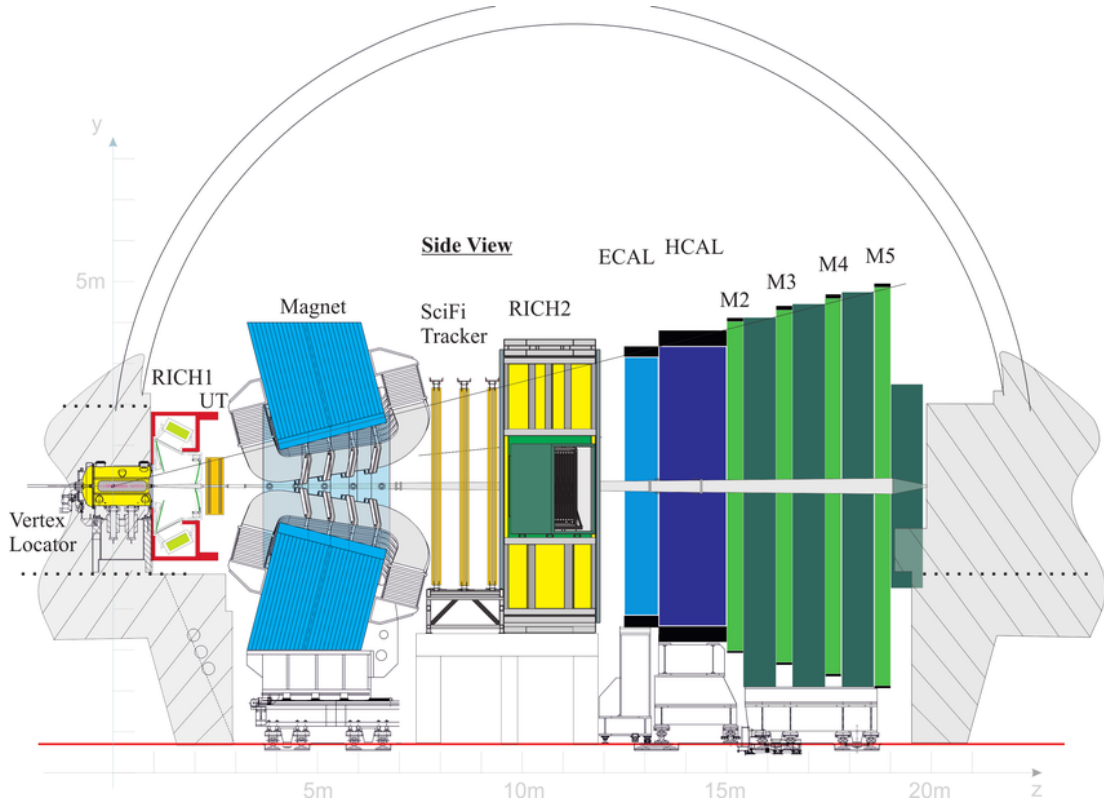 y
Side View
ECAL
HCAL
M5
M4
M3
M2
5m
Magnet
SciFi
Tracker
RICH2
RICH1
UT
Vertex
Locator
5m
10m
15m
20m
z